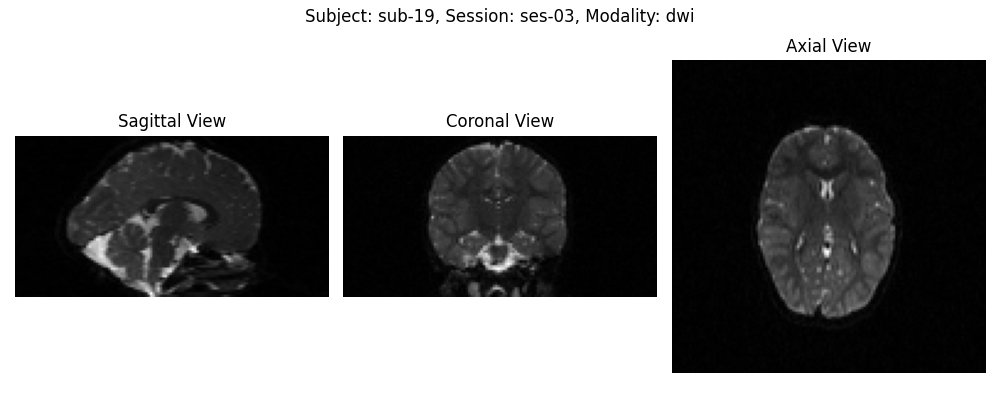 Subject: sub-19, Session: ses-03, Modality: dwi
Sagittal View
Coronal View
Axial View